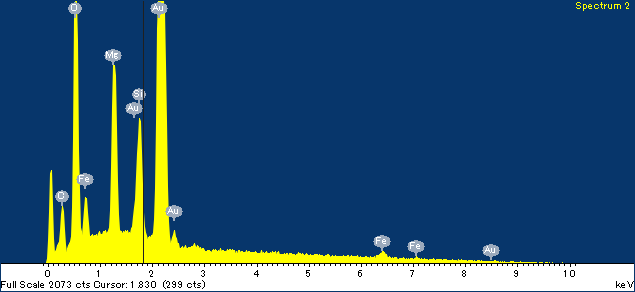 Spectrum 2
O Au
Mg
Si
Au
Fe
C
Au
Fe
Fe
Au
0 1 2 3 4 5 6 7 8 9 10
Full Scale 2073 cts Cursor: 1.830 (299 cts) keV